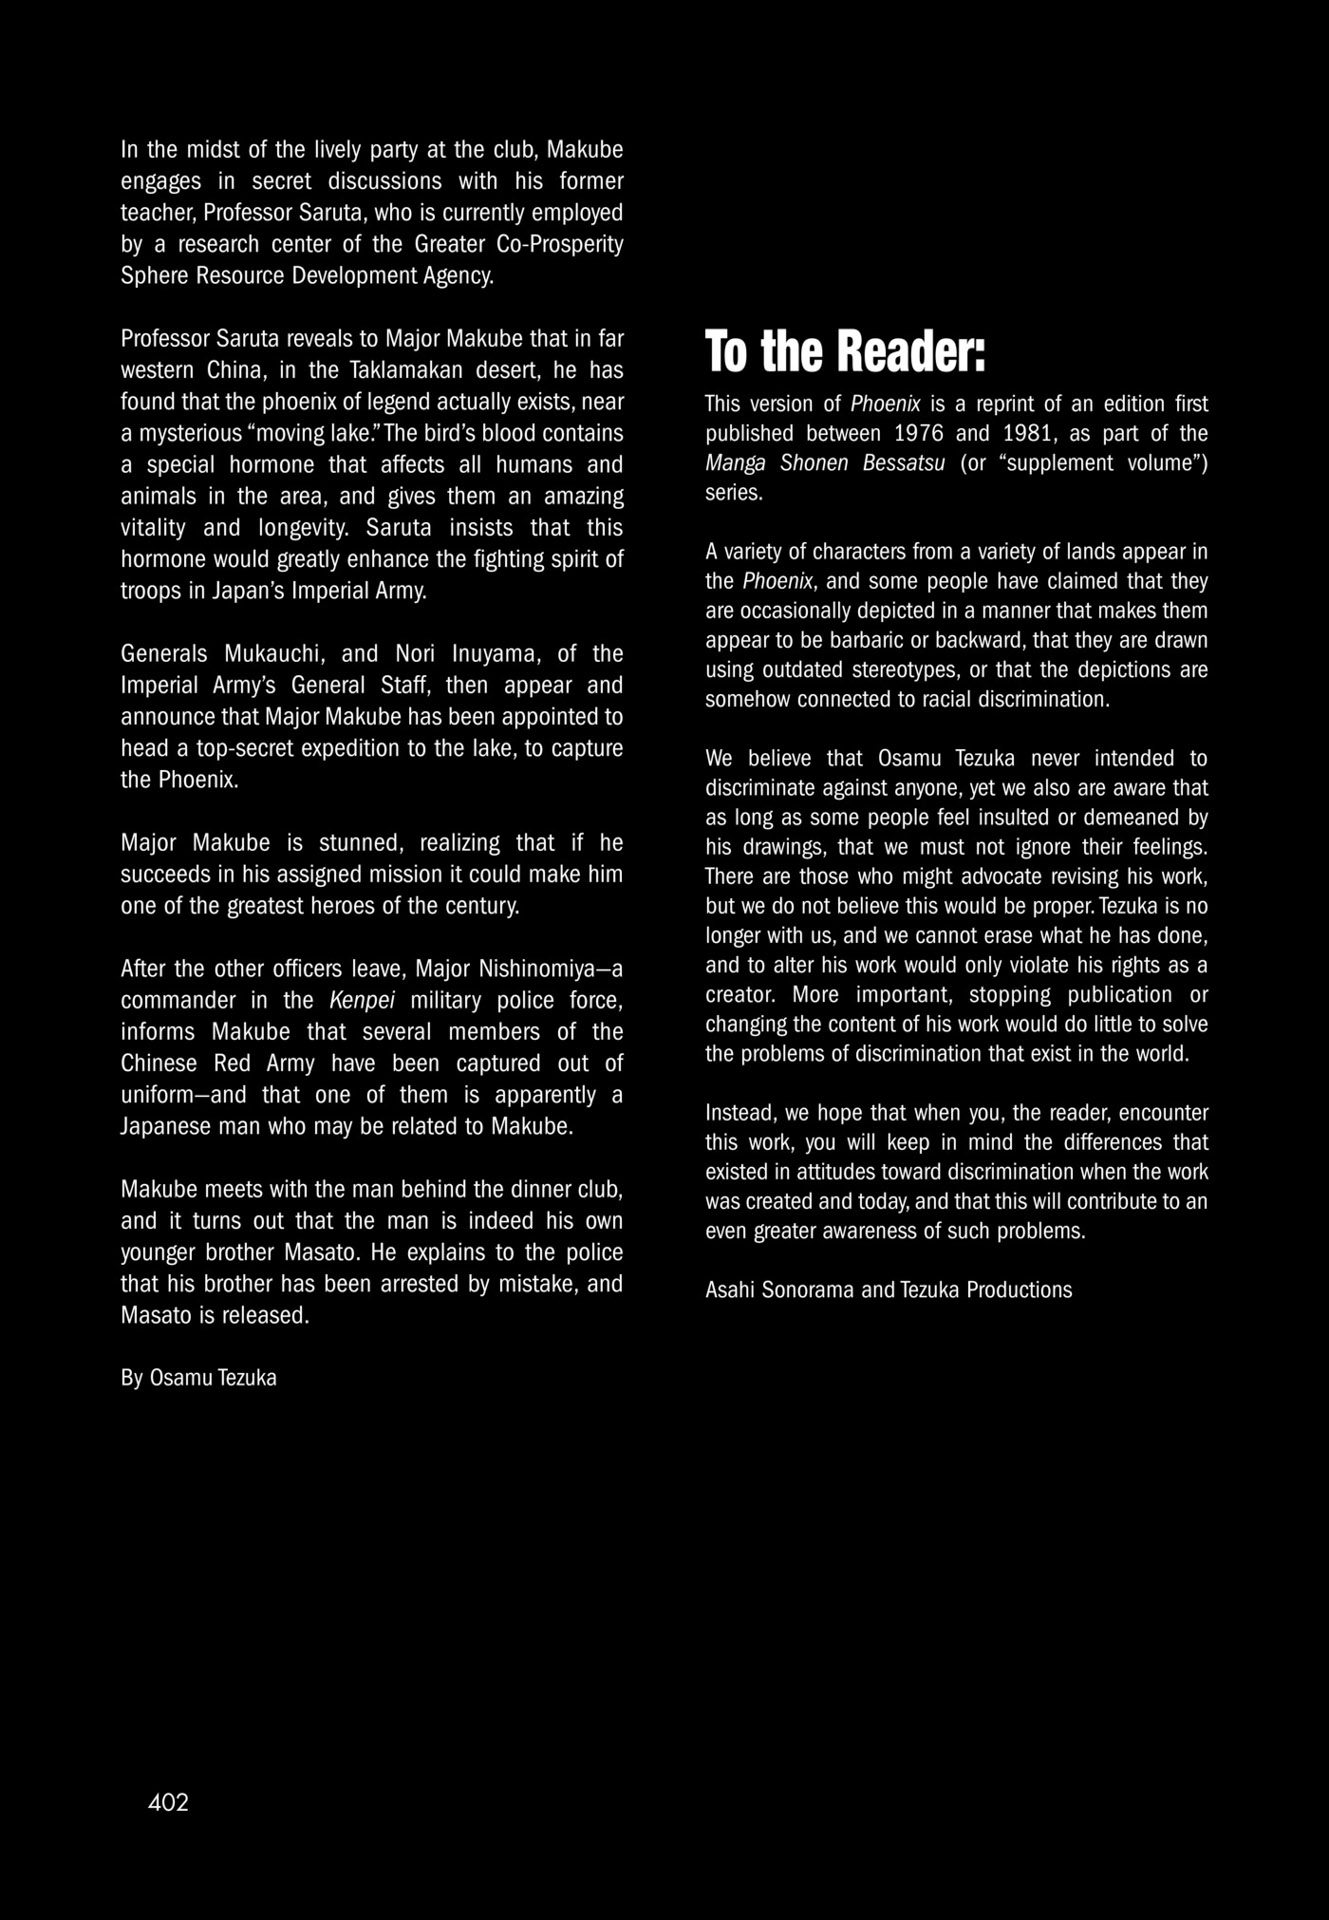 In the midst of the lively party at the club, Makube
engages in secret discussions with his former
teacher, Professor Saruta, who is currently employed
by a research center of the Greater Co-Prosperity
Sphere Resource Development Agency.
Professor Saruta reveals to Major Makube that in far
western China, in the Taklamakan desert, he has
found that the phoenix of legend actually exists, near
a mysterious “moving lake.” The bird’s blood contains
a special hormone that affects all humans and
animals in the area, and gives them an amazing
vitality and longevity. Saruta insists that this
hormone would greatly enhance the fighting spirit of
troops in Japan’s Imperial Army.
Generals Mukauchi, and Nori Inuyama, of the
Imperial Army’s General Staff, then appear and
announce that Major Makube has been appointed to
head a top-secret expedition to the lake, to capture
the Phoenix.
Major Makube is stunned, realizing that if he
succeeds in his assigned mission it could make him
one of the greatest heroes of the century.
After the other officers leave, Major Nishinomiya—a
commander in the Kenpei military police force,
informs Makube that several members of the
Chinese Red Army have been captured out of
uniform—and that one of them is apparently a
Japanese man who may be related to Makube.
Makube meets with the man behind the dinner club,
and it turns out that the man is indeed his own
younger brother Masato. He explains to the police
that his brother has been arrested by mistake, and
Masato is released.
By Osamu Tezuka
To the Reader:
This version of Phoenix is a reprint of an edition first
published between 1976 and 1981, as part of the
Manga Shonen Bessatsu (or “supplement volume”)
series.
A variety of characters from a variety of lands appear in
the Phoenix, and some people have claimed that they
are occasionally depicted in a manner that makes them
appear to be barbaric or backward, that they are drawn
using outdated stereotypes, or that the depictions are
somehow connected to racial discrimination.
We believe that Osamu Tezuka never intended to
discriminate against anyone, yet we also are aware that
as long as some people feel insulted or demeaned by
his drawings, that we must not ignore their feelings.
There are those who might advocate revising his work,
but we do not believe this would be proper. Tezuka is no
longer with us, and we cannot erase what he has done,
and to alter his work would only violate his rights as a
creator. More important, stopping publication or
changing the content of his work would do little to solve
the problems of discrimination that exist in the world.
Instead, we hope that when you, the reader, encounter
this work, you will keep in mind the differences that
existed in attitudes toward discrimination when the work
was created and today, and that this will contribute to an
even greater awareness of such problems.
Asahi Sonorama and Tezuka Productions
402